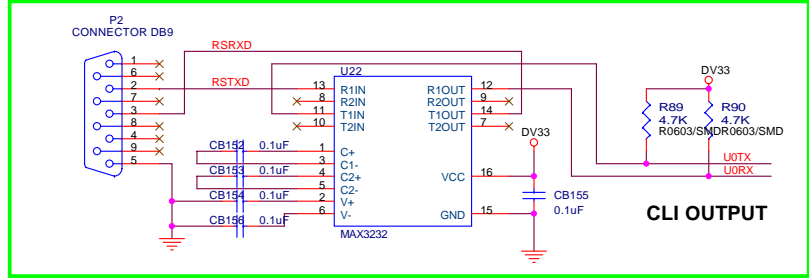 P2
CONNECTOR DB9
1
6
2
7
3
8
4
9
5
RSRXD
RSTXD
U22
13 R1IN R1OUT 12
8 R2IN R2OUT 9
11 T1IN T1OUT 14
10 T2IN T2OUT 7
CB152 0.1uF 1 C+
3 C1-
CB153 0.1uF 4 C2+
5 C2- VCC 16
CB154 0.1uF 2 V+
CB156 0.1uF 6 V- GND 15
MAX3232
DV33
CB155
0.1uF
DV33
R89
4.7K
R0603/SMD
R90
4.7K
R0603/SMD
U0TX
U0RX
CLI OUTPUT